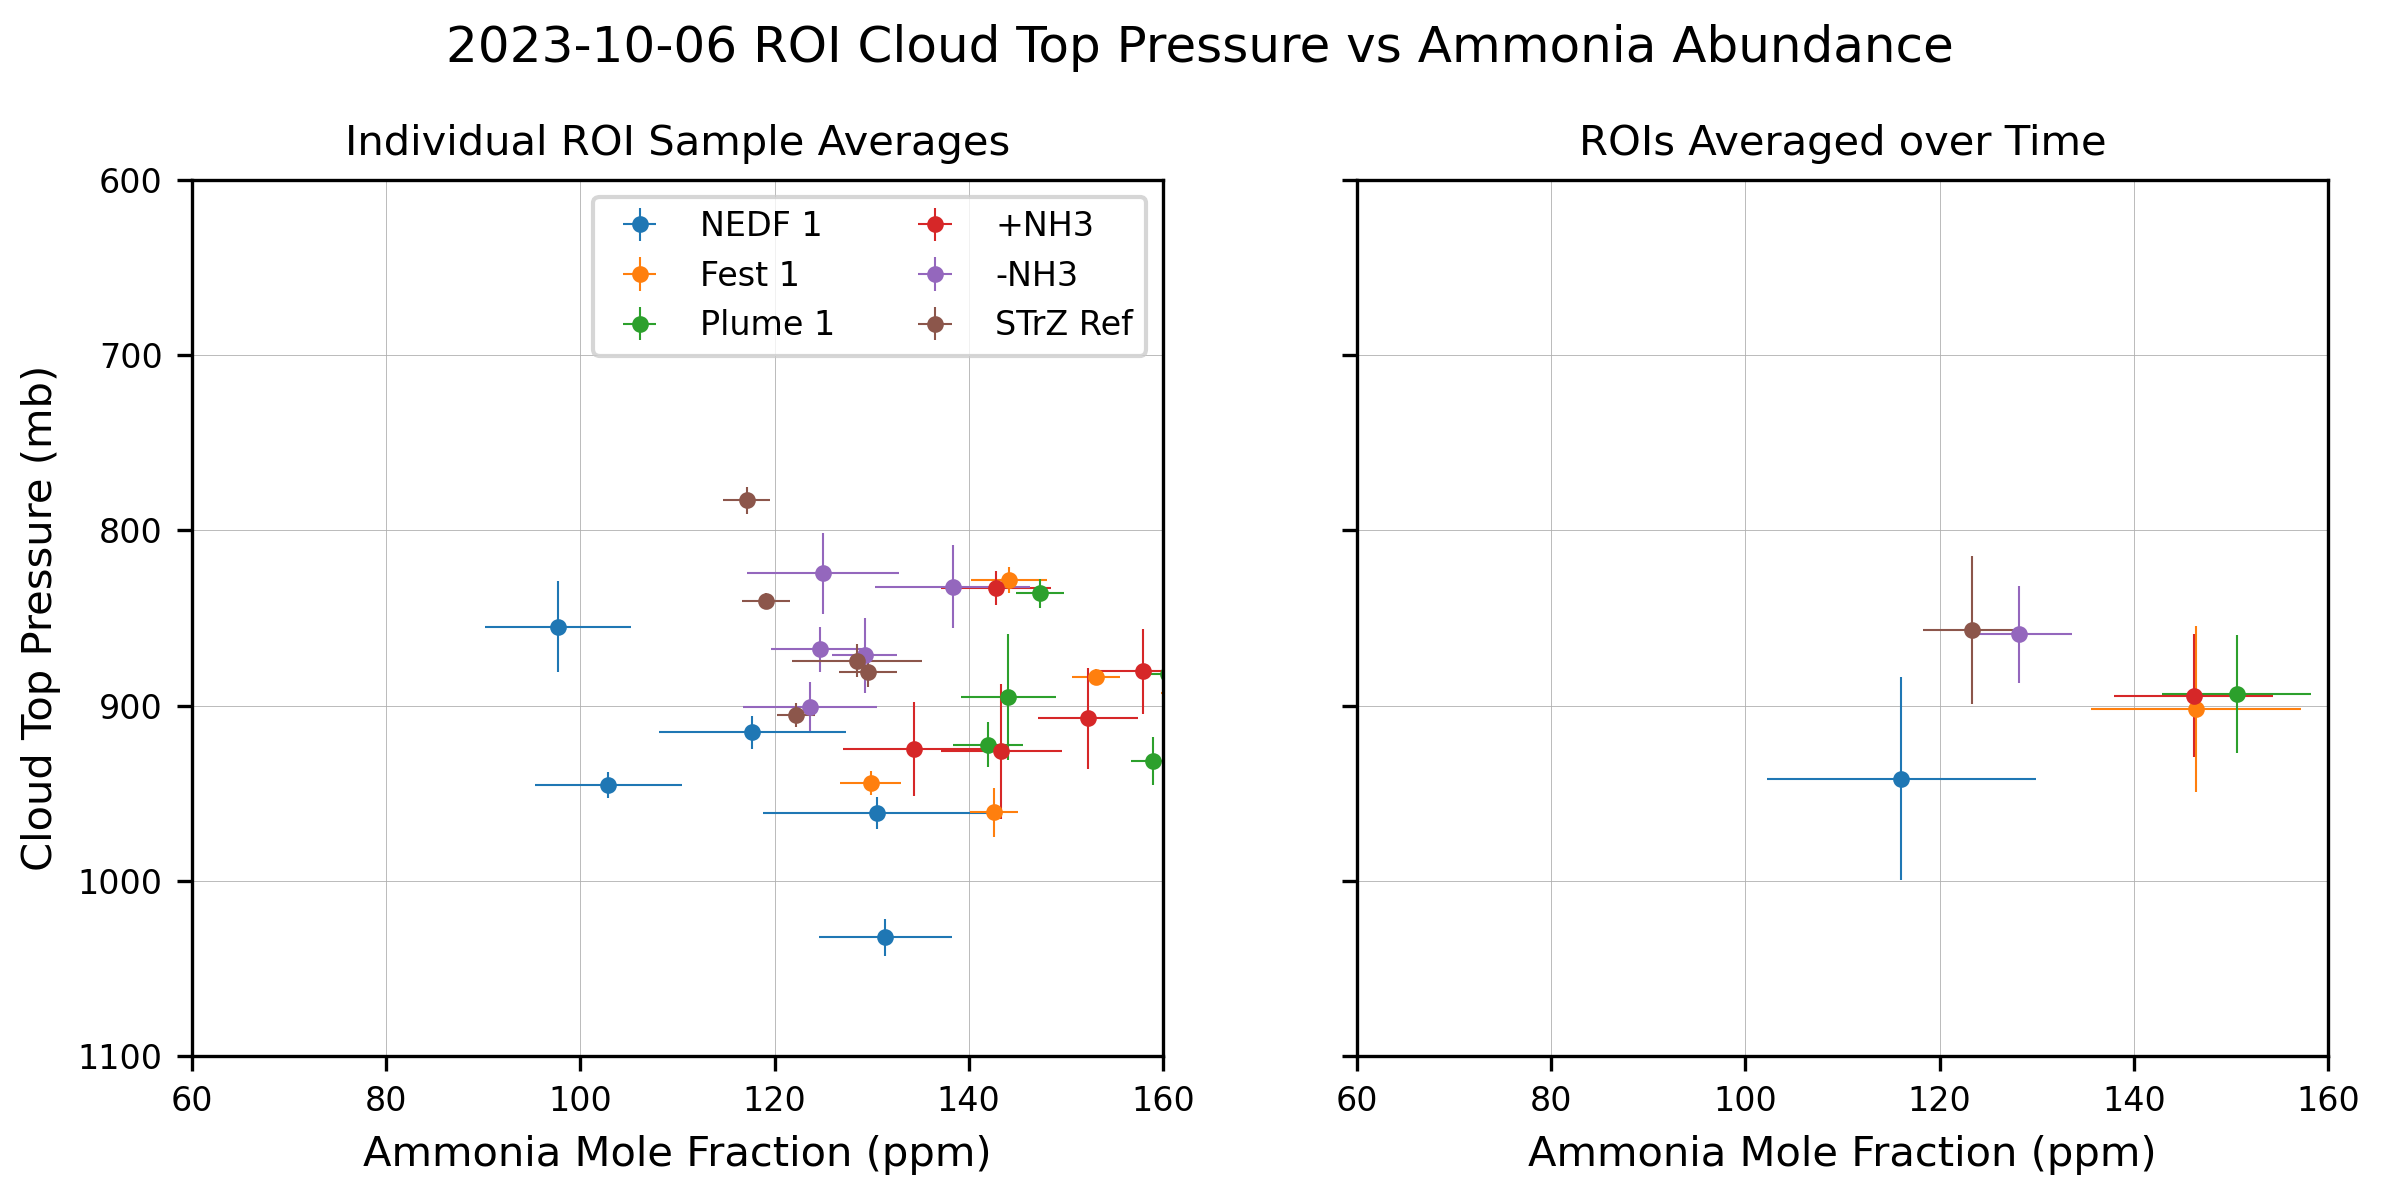 2023-10-06 ROI Cloud Top Pressure vs Ammonia Abundance
Individual ROI Sample Averages
ROIs Averaged over Time
NEDF 1
Fest 1
Plume 1
+NH3
-NH3
STrZ Ref
Cloud Top Pressure (mb)
600
700
800
900
1000
1100
60 80 100 120 140 160
Ammonia Mole Fraction (ppm)
60 80 100 120 140 160
Ammonia Mole Fraction (ppm)